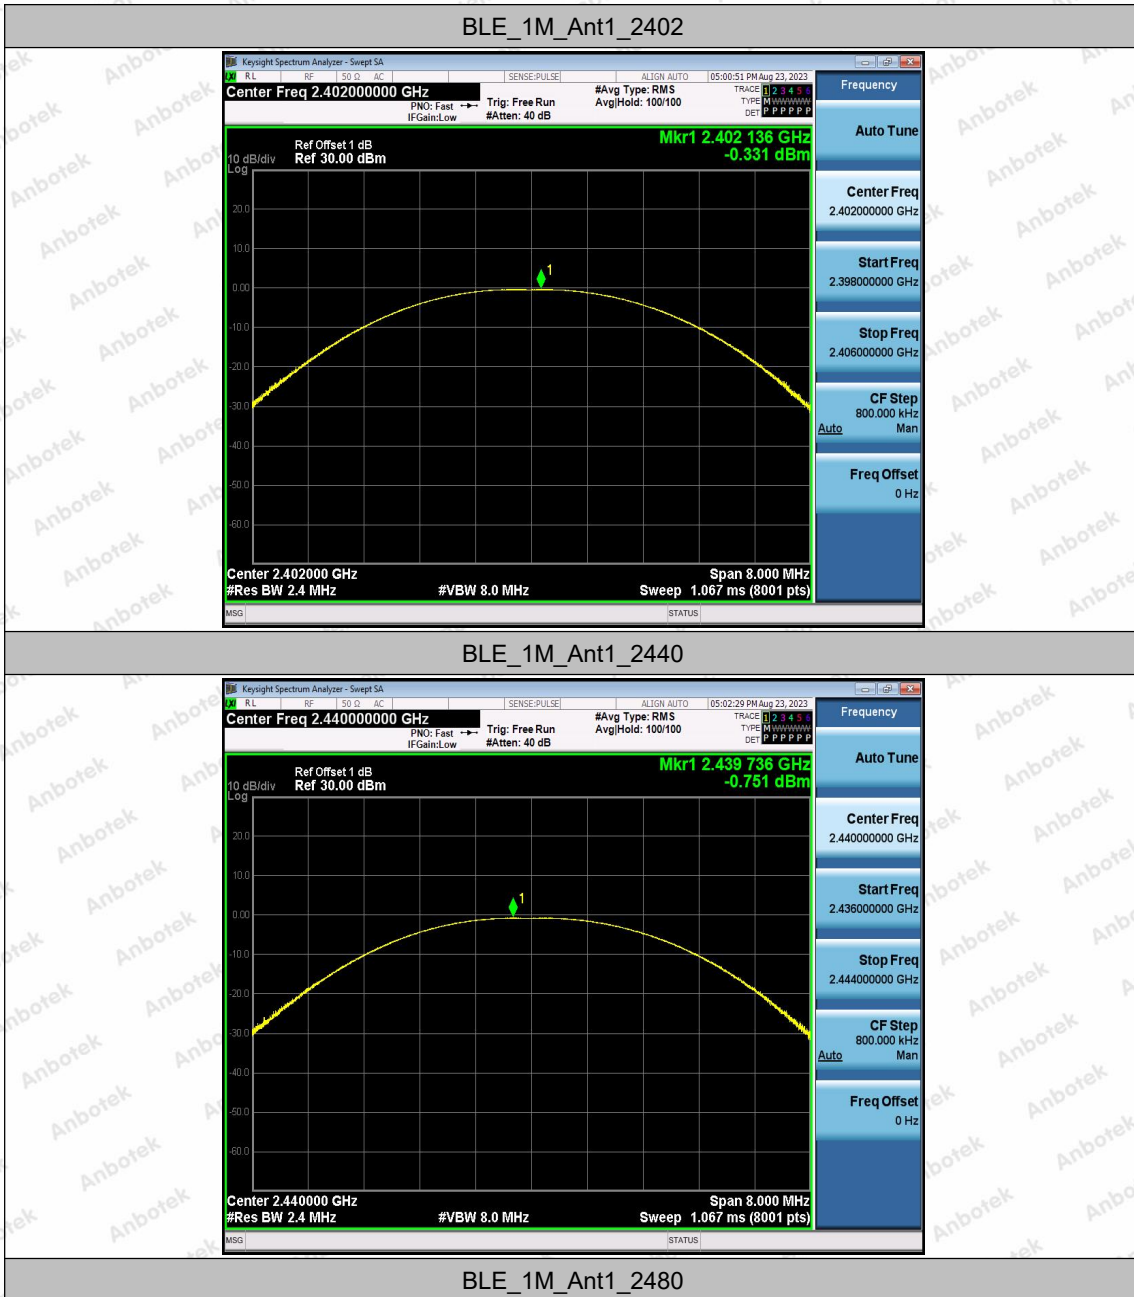 BLE_1M_Ant1_2402
Keysight Spectrum Analyzer - Swept SA
LXI RL RF 50 Ω AC SENSE:PULSE ALIGN AUTO 05:00:51 PM Aug 23, 2023
Center Freq 2.402000000 GHz
#Avg Type: RMS
TRACE 1 2 3 4 5 6
PNO: Fast
Trig: Free Run
Avg|Hold: 100/100
TYPE M WWWWW
IFGain:Low
#Atten: 40 dB
DET P P P P P P
Frequency
Mkr1 2.402 136 GHz
-0.331 dBm
Ref Offset 1 dB
10 dB/div Ref 30.00 dBm
Log
20.0
10.0
0.00
-10.0
-20.0
-30.0
-40.0
-50.0
-60.0
1
Center 2.402000 GHz
Span 8.000 MHz
#Res BW 2.4 MHz
#VBW 8.0 MHz
Sweep 1.067 ms (8001 pts)
MSG
STATUS
Auto Tune
Center Freq
2.402000000 GHz
Start Freq
2.398000000 GHz
Stop Freq
2.406000000 GHz
CF Step
800.000 kHz
Auto Man
Freq Offset
0 Hz
BLE_1M_Ant1_2440
Keysight Spectrum Analyzer - Swept SA
LXI RL RF 50 Ω AC SENSE:PULSE ALIGN AUTO 05:02:29 PM Aug 23, 2023
Center Freq 2.440000000 GHz
#Avg Type: RMS
TRACE 1 2 3 4 5 6
PNO: Fast
Trig: Free Run
Avg|Hold: 100/100
TYPE M WWWWW
IFGain:Low
#Atten: 40 dB
DET P P P P P P
Frequency
Mkr1 2.439 736 GHz
-0.751 dBm
Ref Offset 1 dB
10 dB/div Ref 30.00 dBm
Log
20.0
10.0
0.00
-10.0
-20.0
-30.0
-40.0
-50.0
-60.0
1
Center 2.440000 GHz
Span 8.000 MHz
#Res BW 2.4 MHz
#VBW 8.0 MHz
Sweep 1.067 ms (8001 pts)
MSG
STATUS
Auto Tune
Center Freq
2.440000000 GHz
Start Freq
2.436000000 GHz
Stop Freq
2.444000000 GHz
CF Step
800.000 kHz
Auto Man
Freq Offset
0 Hz
BLE_1M_Ant1_2480
Anbotek